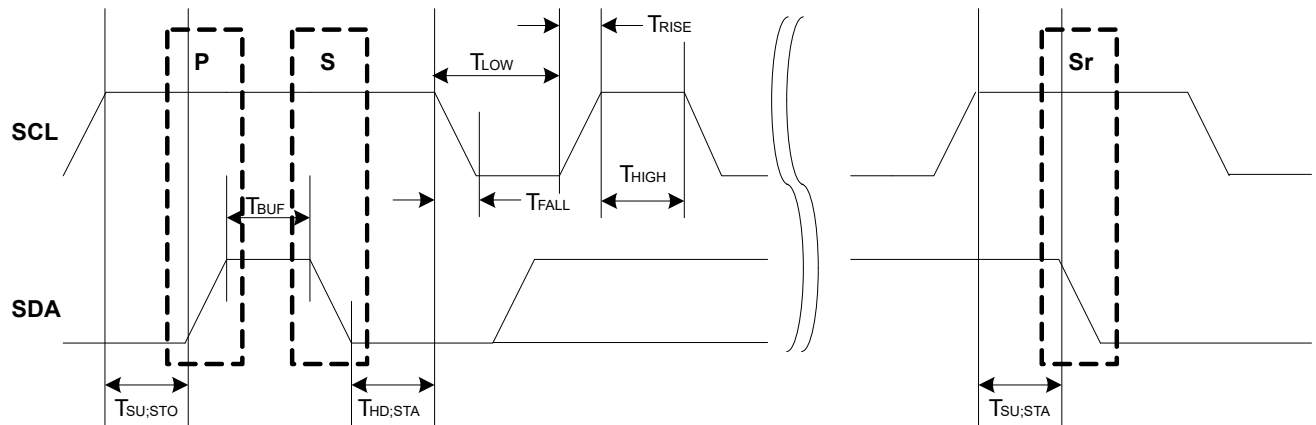 P
S
TLOW
TRISE
Sr
SCL
TBUF
TFALL
THIGH
SDA
TSU;STO
THD;STA
TSU;STA